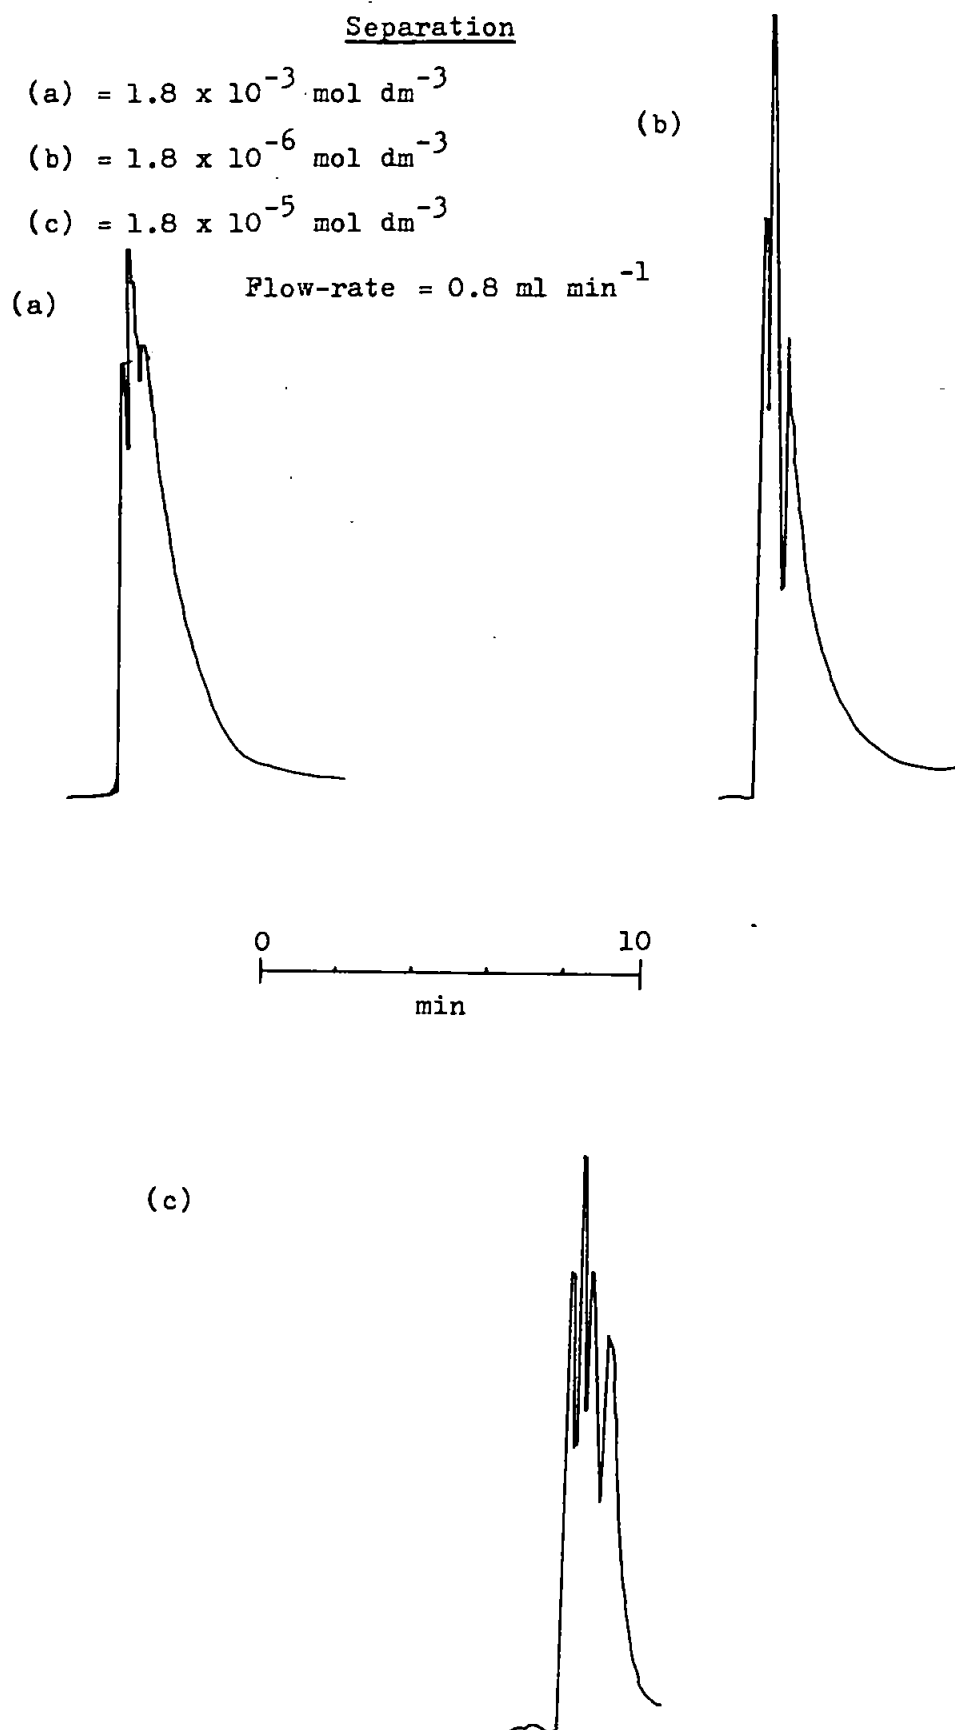 Separation
(a) = 1.8 x 10⁻³ mol dm⁻³
(b)
(b) = 1.8 x 10⁻⁶ mol dm⁻³
(c) = 1.8 x 10⁻⁵ mol dm⁻³
(a)
Flow-rate = 0.8 ml min⁻¹
0 10
min
(c)